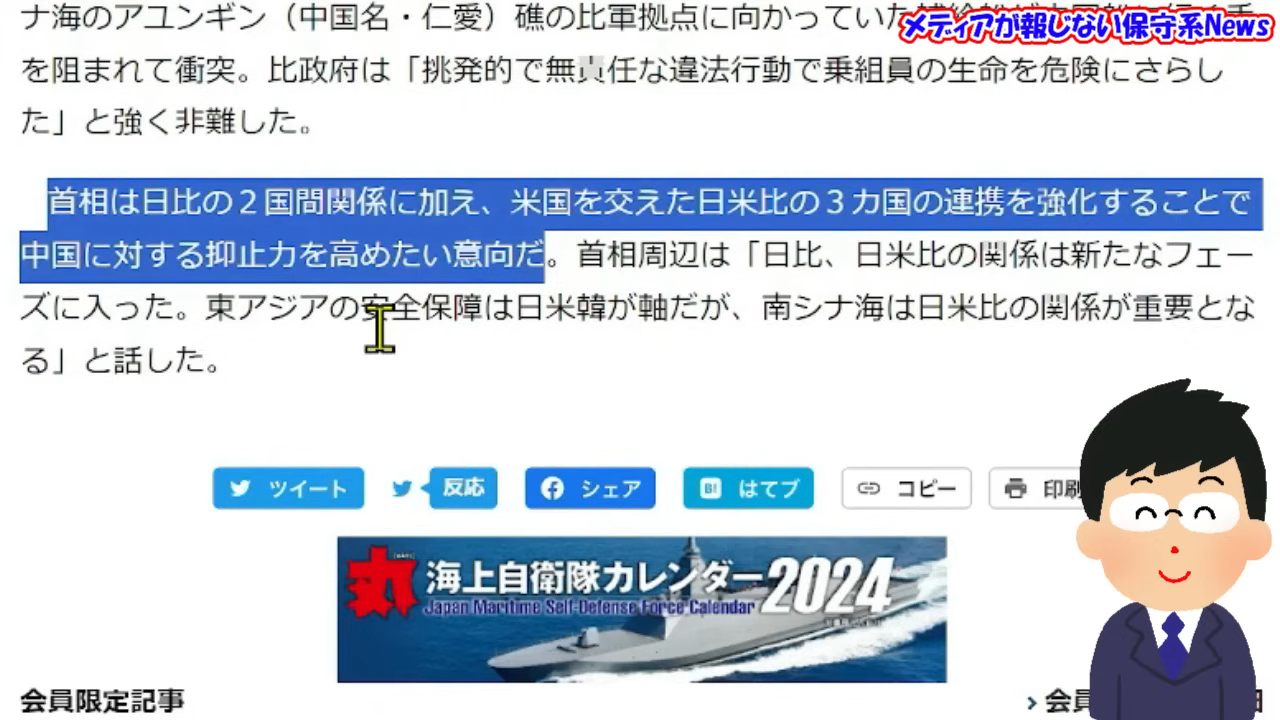 ナ海のアユンギン（中国名・仁愛）礁の比軍拠点に向かっていた
メディアが報じない保守系News
を阻まれて衝突。比政府は「挑発的で無責任な違法行動で乗組員の生命を危険にさらし
た」と強く非難した。
首相は日比の２国間関係に加え、米国を交えた日米比の３カ国の連携を強化することで
中国に対する抑止力を高めたい意向だ。首相周辺は「日比、日米比の関係は新たなフェー
ズに入った。東アジアの安全保障は日米韓が軸だが、南シナ海は日米比の関係が重要とな
る」と話した。
ツイート 反応 シェア B! はてブ コピー 印刷
丸 海上自衛隊カレンダー2024
Japan Maritime Self-Defense Force Calendar
会員限定記事 › 会員